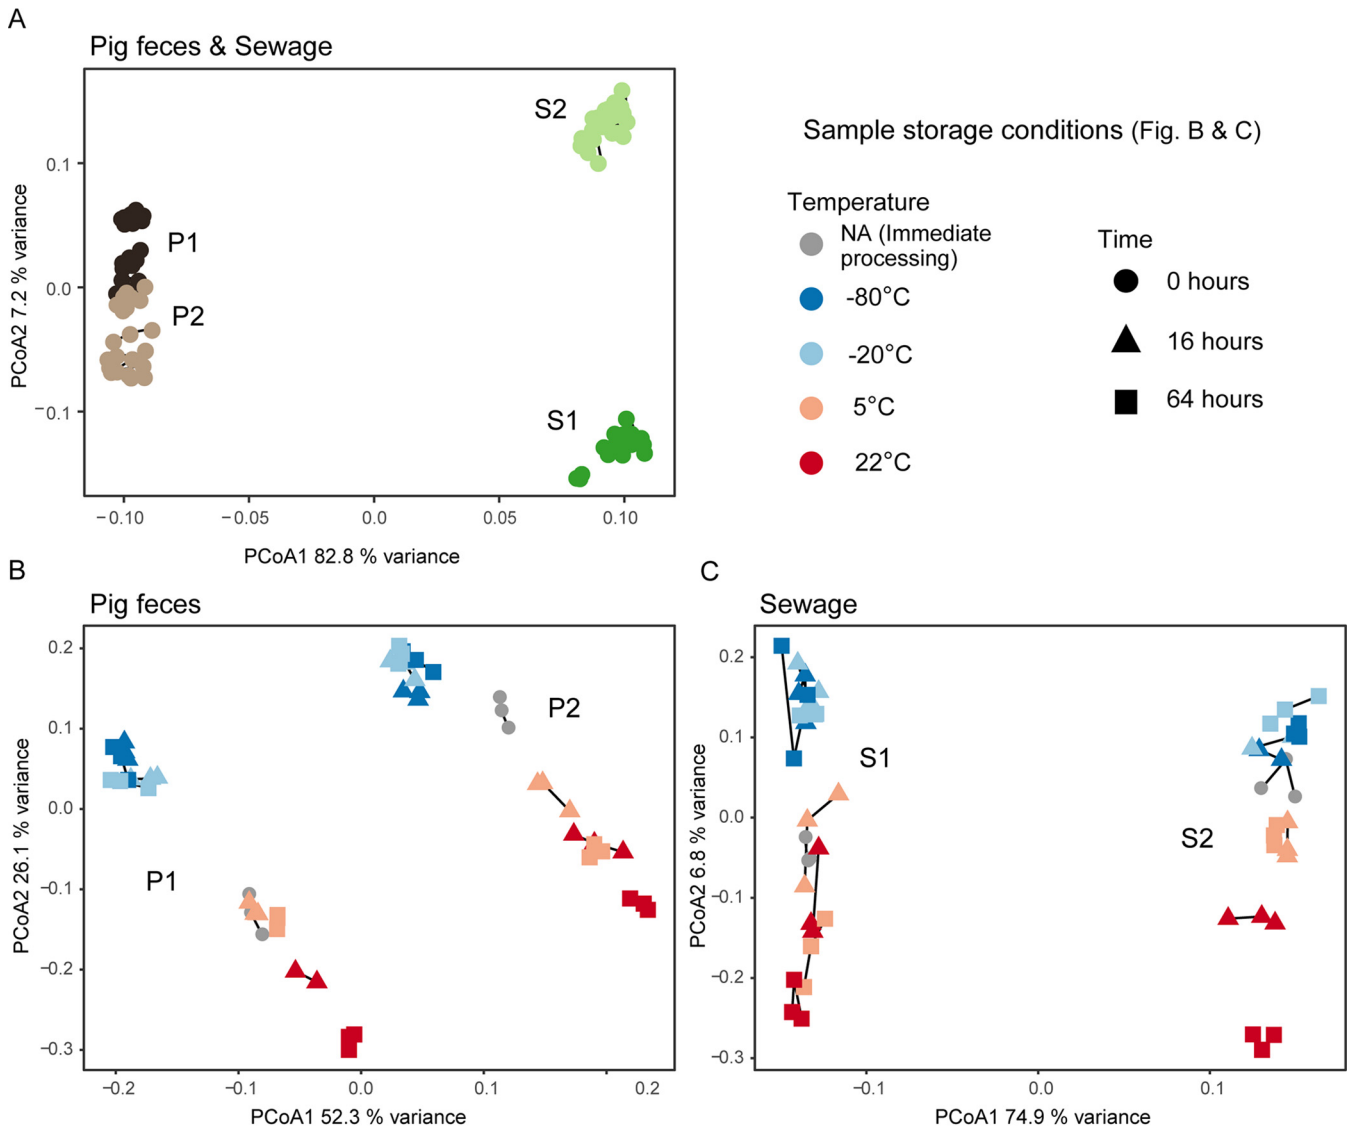 A
Pig feces & Sewage
S2
P1
P2
S1
0.1
0.0
−0.1
PCoA2 7.2 % variance
−0.10
−0.05
0.0
0.05
0.10
PCoA1 82.8 % variance
Sample storage conditions (Fig. B & C)
Temperature
NA (Immediate
processing)
-80°C
-20°C
5°C
22°C
Time
0 hours
16 hours
64 hours
B
Pig feces
P2
P1
0.2
0.1
0.0
−0.1
−0.2
−0.3
PCoA2 26.1 % variance
−0.2
−0.1
0.0
0.1
0.2
PCoA1 52.3 % variance
C
Sewage
S1
S2
0.2
0.1
0.0
−0.1
−0.2
−0.3
PCoA2 6.8 % variance
−0.1
0.0
0.1
PCoA1 74.9 % variance